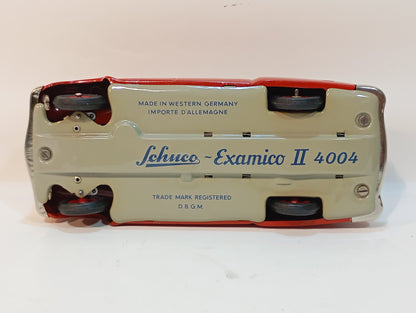 MADE IN WESTERN GERMANY
IMPORTE D'ALLEMAGNE
Schuco - Examico II 4004
TRADE MARK REGISTERED
D.B.G.M.